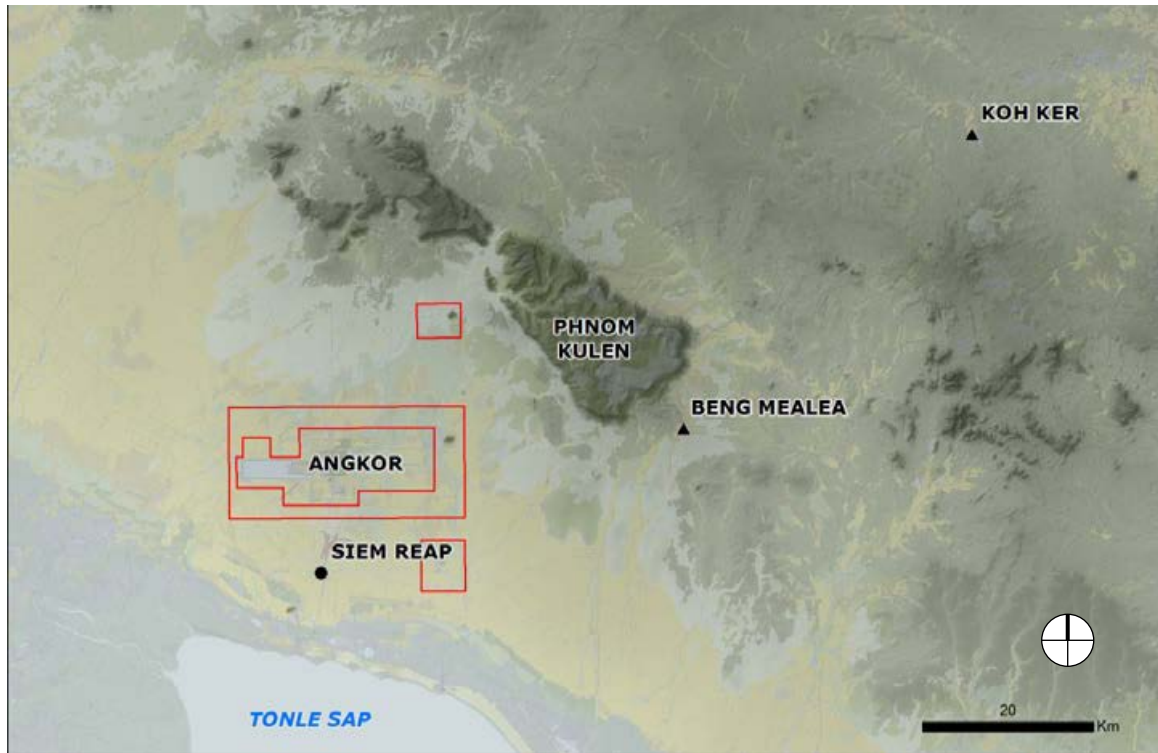 KOH KER
PHNOM
KULEN
BENG MEALEA
ANGKOR
SIEM REAP
TONLE SAP
20
Km